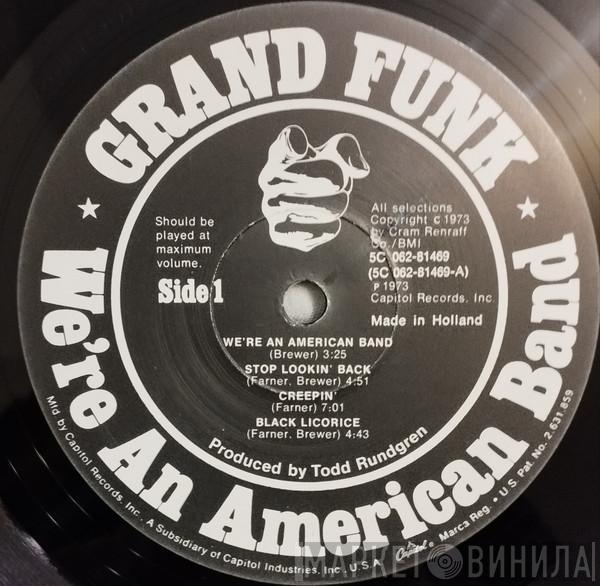 GRAND FUNK
Should be
played at
maximum
volume.
Side 1
All selections
Copyright © 1973
by Cram Renraff
Co./BMI
5C 062-81469
(5C 062-81469-A)
℗ 1973
Capitol Records, Inc.
Made in Holland
WE'RE AN AMERICAN BAND
(Brewer) 3:25
STOP LOOKIN' BACK
(Farner, Brewer) 4:51
CREEPIN'
(Farner) 7:01
BLACK LICORICE
(Farner, Brewer) 4:43
Produced by Todd Rundgren
We're An American Band
Mfd by Capitol Records, Inc. A Subsidiary of Capitol Industries, Inc., U.S.A. Capitol Marca Reg. • U.S. Pat. No. 2,631,859
МАРКЕТ ВИНИЛА